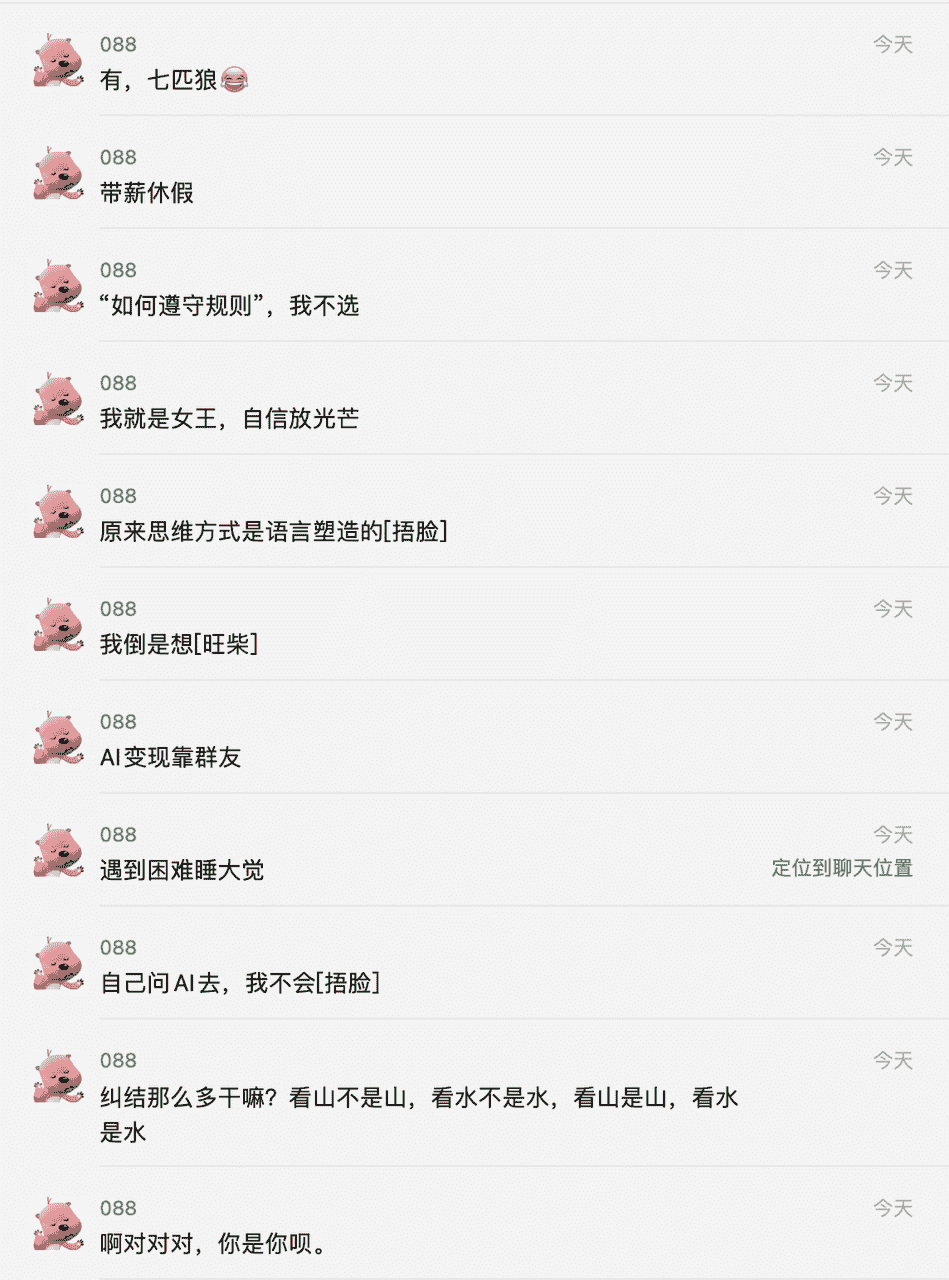 088 今天
有，七匹狼😂
088 今天
带薪休假
088 今天
“如何遵守规则”，我不选
088 今天
我就是女王，自信放光芒
088 今天
原来思维方式是语言塑造的[捂脸]
088 今天
我倒是想[旺柴]
088 今天
AI变现靠群友
088 今天
遇到困难睡大觉 定位到聊天位置
088 今天
自己问AI去，我不会[捂脸]
088 今天
纠结那么多干嘛？看山不是山，看水不是水，看山是山，看水
是水
088 今天
啊对对对，你是你呗。